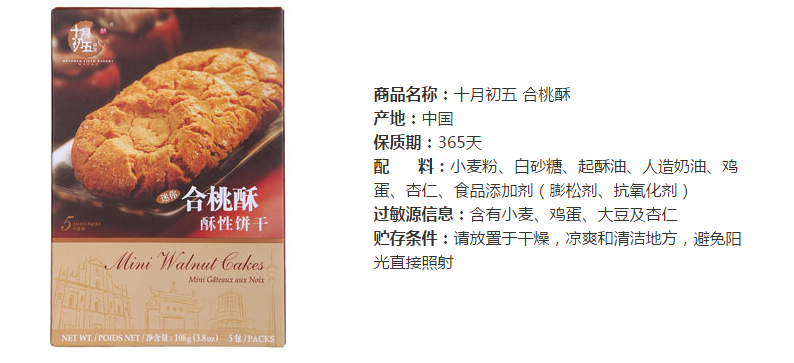 十月
初五
OCTOBER FIFTH BAKERY
迷你
合桃酥
酥性饼干
5
Mini Walnut Cakes
Mini Gâteaux aux Noix
NET WT. / POIDS NET / 净含量 : 108g (3.8oz) 5 包 / PACKS
商品名称：十月初五 合桃酥
产地：中国
保质期：365天
配 料：小麦粉、白砂糖、起酥油、人造奶油、鸡
蛋、杏仁、食品添加剂（膨松剂、抗氧化剂）
过敏源信息：含有小麦、鸡蛋、大豆及杏仁
贮存条件：请放置于干燥，凉爽和清洁地方，避免阳
光直接照射